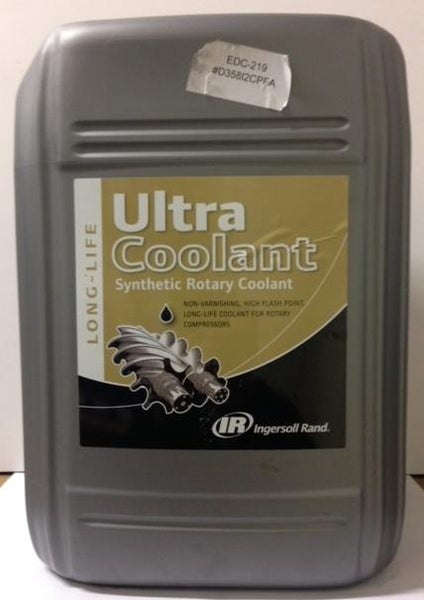 EDC-219
#D358I2CPFA
LONG-LIFE
Ultra
Coolant
Synthetic Rotary Coolant
NON-VARNISHING, HIGH FLASH POINT,
LONG-LIFE COOLANT FOR ROTARY
COMPRESSORS
IR Ingersoll Rand.